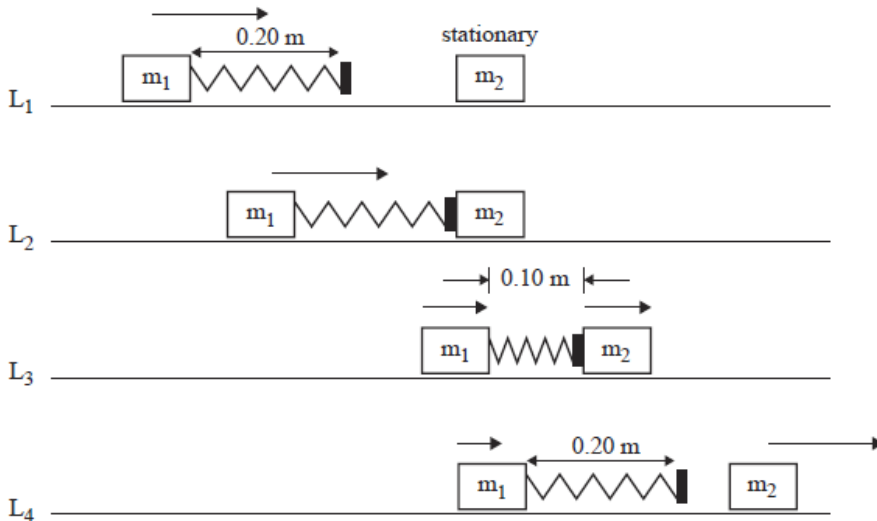 0.20 m
stationary
m₁
m₂
L₁
m₁
m₂
L₂
0.10 m
m₁
m₂
L₃
0.20 m
m₁
m₂
L₄